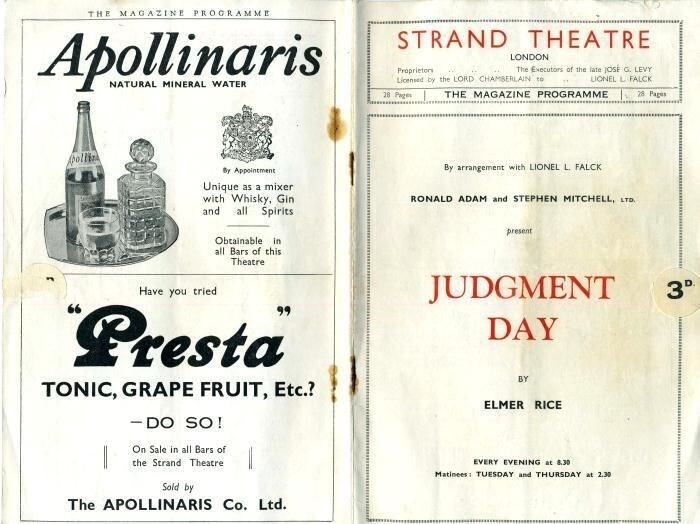 THE MAGAZINE PROGRAMME
Apollinaris
NATURAL MINERAL WATER
Apollina
By Appointment
Unique as a mixer
with Whisky, Gin
and all Spirits
Obtainable in
all Bars of this
Theatre
Have you tried
"Presta"
TONIC, GRAPE FRUIT, Etc.?
—DO SO!
On Sale in all Bars of
the Strand Theatre
Sold by
The APOLLINARIS Co. Ltd.
STRAND THEATRE
LONDON
Proprietors .. .. .. The Executors of the late JOSE G. LEVY
Licensed by the LORD CHAMBERLAIN to .. LIONEL L. FALCK
28 Pages | THE MAGAZINE PROGRAMME | 28 Pages
By arrangement with LIONEL L. FALCK
RONALD ADAM and STEPHEN MITCHELL, LTD.
present
JUDGMENT
DAY
3D.
BY
ELMER RICE
EVERY EVENING at 8.30
Matinees: TUESDAY and THURSDAY at 2.30